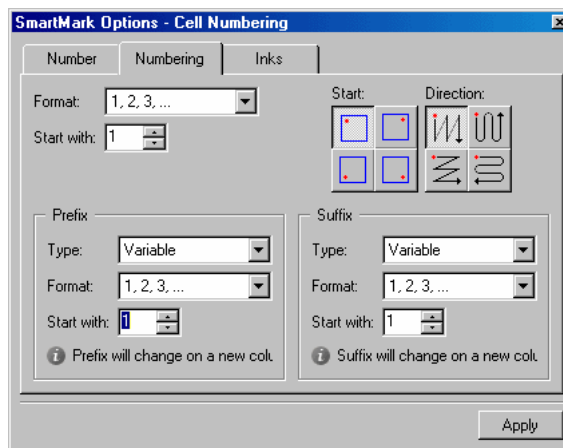 SmartMark Options - Cell Numbering
Number Numbering Inks
Format: 1, 2, 3, ...
Start with: 1
Start: Direction:
Prefix
Type: Variable
Format: 1, 2, 3, ...
Start with: 1
Prefix will change on a new colu
Suffix
Type: Variable
Format: 1, 2, 3, ...
Start with: 1
Suffix will change on a new colu
Apply